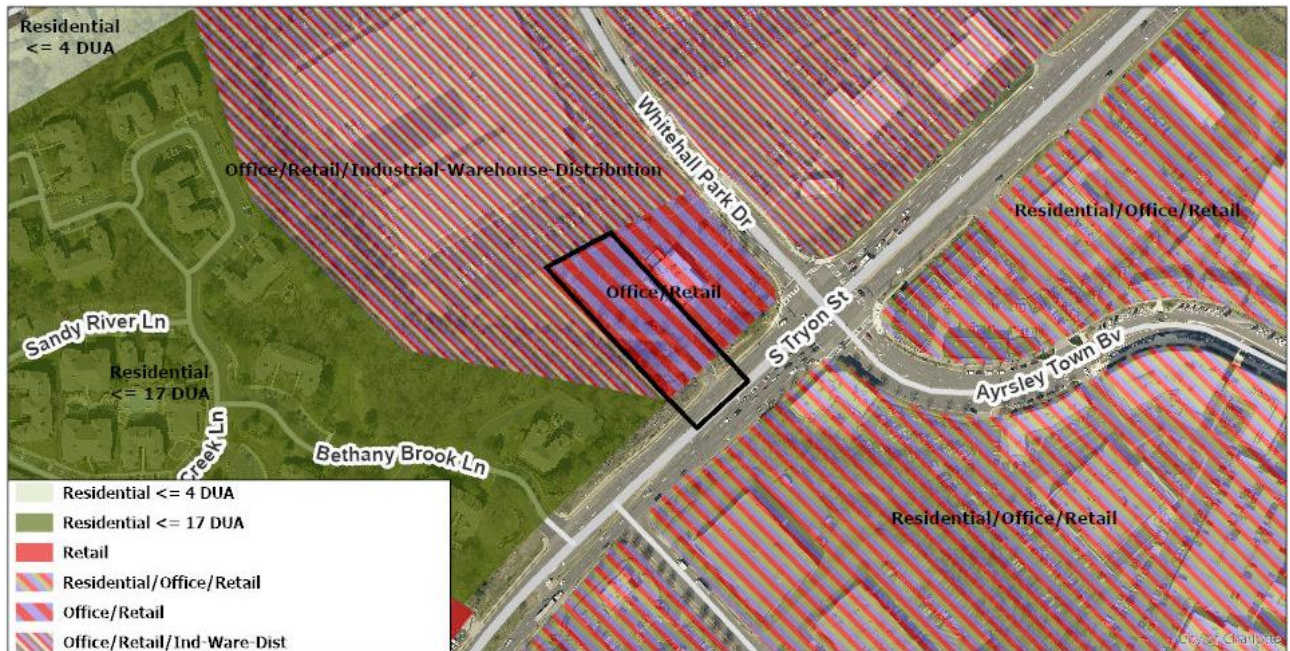 Residential
<= 4 DUA
Office/Retail/Industrial-Warehouse-Distribution
Whitehall Park Dr
Residential/Office/Retail
Office/Retail
S Tryon St
Sandy River Ln
Ayrsley Town Bv
Residential
<= 17 DUA
Creek Ln
Bethany Brook Ln
Residential/Office/Retail
Residential <= 4 DUA
Residential <= 17 DUA
Retail
Residential/Office/Retail
Office/Retail
Office/Retail/Ind-Ware-Dist
City of Charlotte